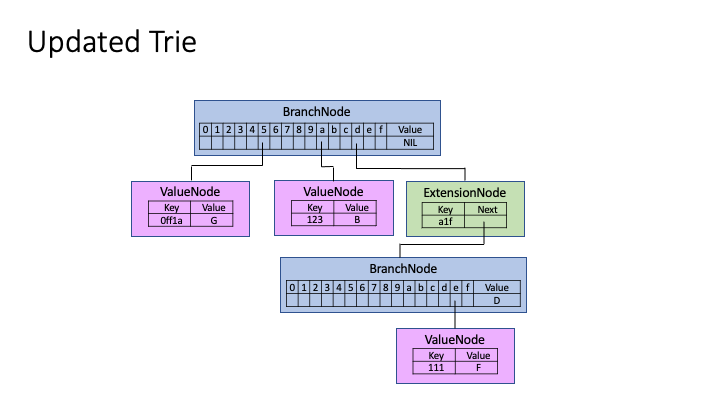 Updated Trie
BranchNode
0 1 2 3 4 5 6 7 8 9 a b c d e f Value
NIL
ValueNode
Key Value
0ff1a G
ValueNode
Key Value
123 B
ExtensionNode
Key Next
a1f
BranchNode
0 1 2 3 4 5 6 7 8 9 a b c d e f Value
D
ValueNode
Key Value
111 F